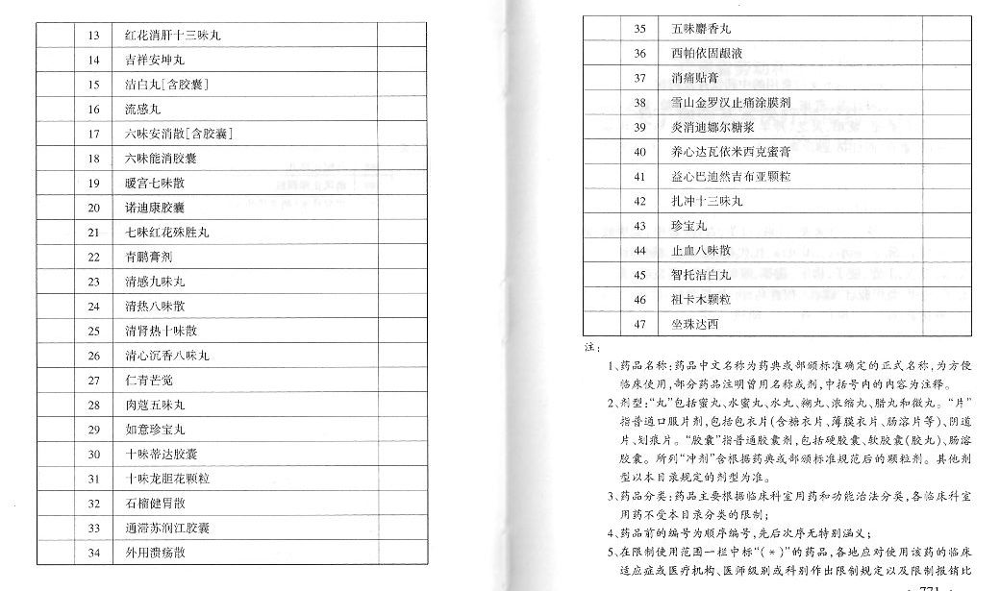 13 红花消肝十三味丸
14 吉祥安坤丸
15 洁白丸[含胶囊]
16 流感丸
17 六味安消散[含胶囊]
18 六味能消胶囊
19 暖宫七味散
20 诺迪康胶囊
21 七味红花殊胜丸
22 青鹏膏剂
23 清感九味丸
24 清热八味散
25 清肾热十味散
26 清心沉香八味丸
27 仁青芒觉
28 肉蔻五味丸
29 如意珍宝丸
30 十味蒂达胶囊
31 十味龙胆花颗粒
32 石榴健胃散
33 通滞苏润江胶囊
34 外用溃疡散
35 五味麝香丸
36 西帕依固龈液
37 消痛贴膏
38 雪山金罗汉止痛涂膜剂
39 炎消迪娜尔糖浆
40 养心达瓦依米西克蜜膏
41 益心巴迪然吉布亚颗粒
42 扎冲十三味丸
43 珍宝丸
44 止血八味散
45 智托洁白丸
46 祖卡木颗粒
47 坐珠达西
注:
1、药品名称:药品中文名称为药典或部颁标准确定的正式名称,为方便
临床使用,部分药品注明曾用名称或剂,中括号内的内容为注释。
2、剂型:“丸”包括蜜丸、水蜜丸、水丸、糊丸、浓缩丸、腊丸和微丸。“片”
指普通口服片剂,包括包衣片(含糖衣片、薄膜衣片、肠溶片等)、阴道
片、划痕片。“胶囊”指普通胶囊剂,包括硬胶囊、软胶囊(胶丸)、肠溶
胶囊。所列“冲剂”含根据药典或部颁标准规范后的颗粒剂。其他剂
型以本目录规定的剂型为准。
3、药品分类:药品主要根据临床科室用药和功能治法分类,各临床科室
用药不受本目录分类的限制;
4、药品前的编号为顺序编号,先后次序无特别涵义;
5、在限制使用范围一栏中标“(*)”的药品,各地应对使用该药的临床
适应症或医疗机构、医师级别或科别作出限制规定以及限制报销比
· 771 ·